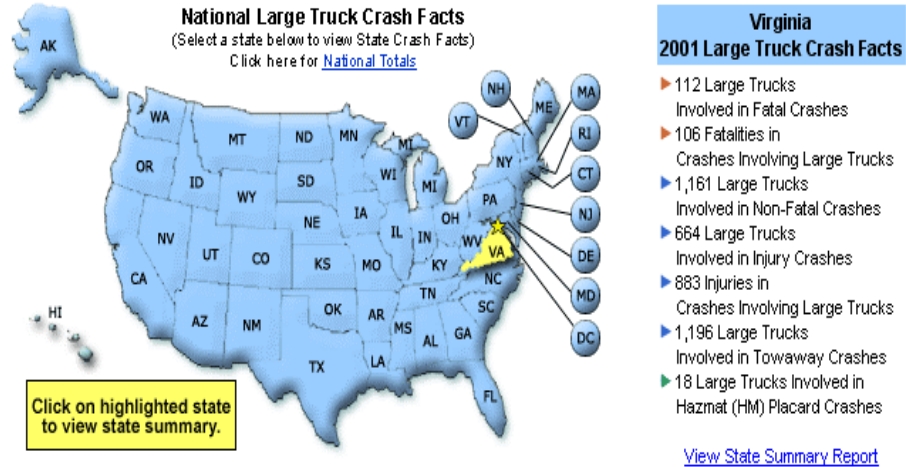 National Large Truck Crash Facts
(Select a state below to view State Crash Facts)
Click here for National Totals
AK
WA
MT
ND
MN
MI
NH
ME
MA
VT
RI
OR
ID
WY
SD
WI
MI
NY
CT
NE
IA
PA
NJ
NV
UT
CO
KS
MO
IL
IN
OH
WV
VA
DE
CA
KY
MD
AZ
NM
OK
AR
TN
NC
SC
DC
HI
TX
LA
MS
AL
GA
FL
Click on highlighted state
to view state summary.
Virginia
2001 Large Truck Crash Facts
112 Large Trucks
Involved in Fatal Crashes
106 Fatalities in
Crashes Involving Large Trucks
1,161 Large Trucks
Involved in Non-Fatal Crashes
664 Large Trucks
Involved in Injury Crashes
883 Injuries in
Crashes Involving Large Trucks
1,196 Large Trucks
Involved in Towaway Crashes
18 Large Trucks Involved in
Hazmat (HM) Placard Crashes
View State Summary Report